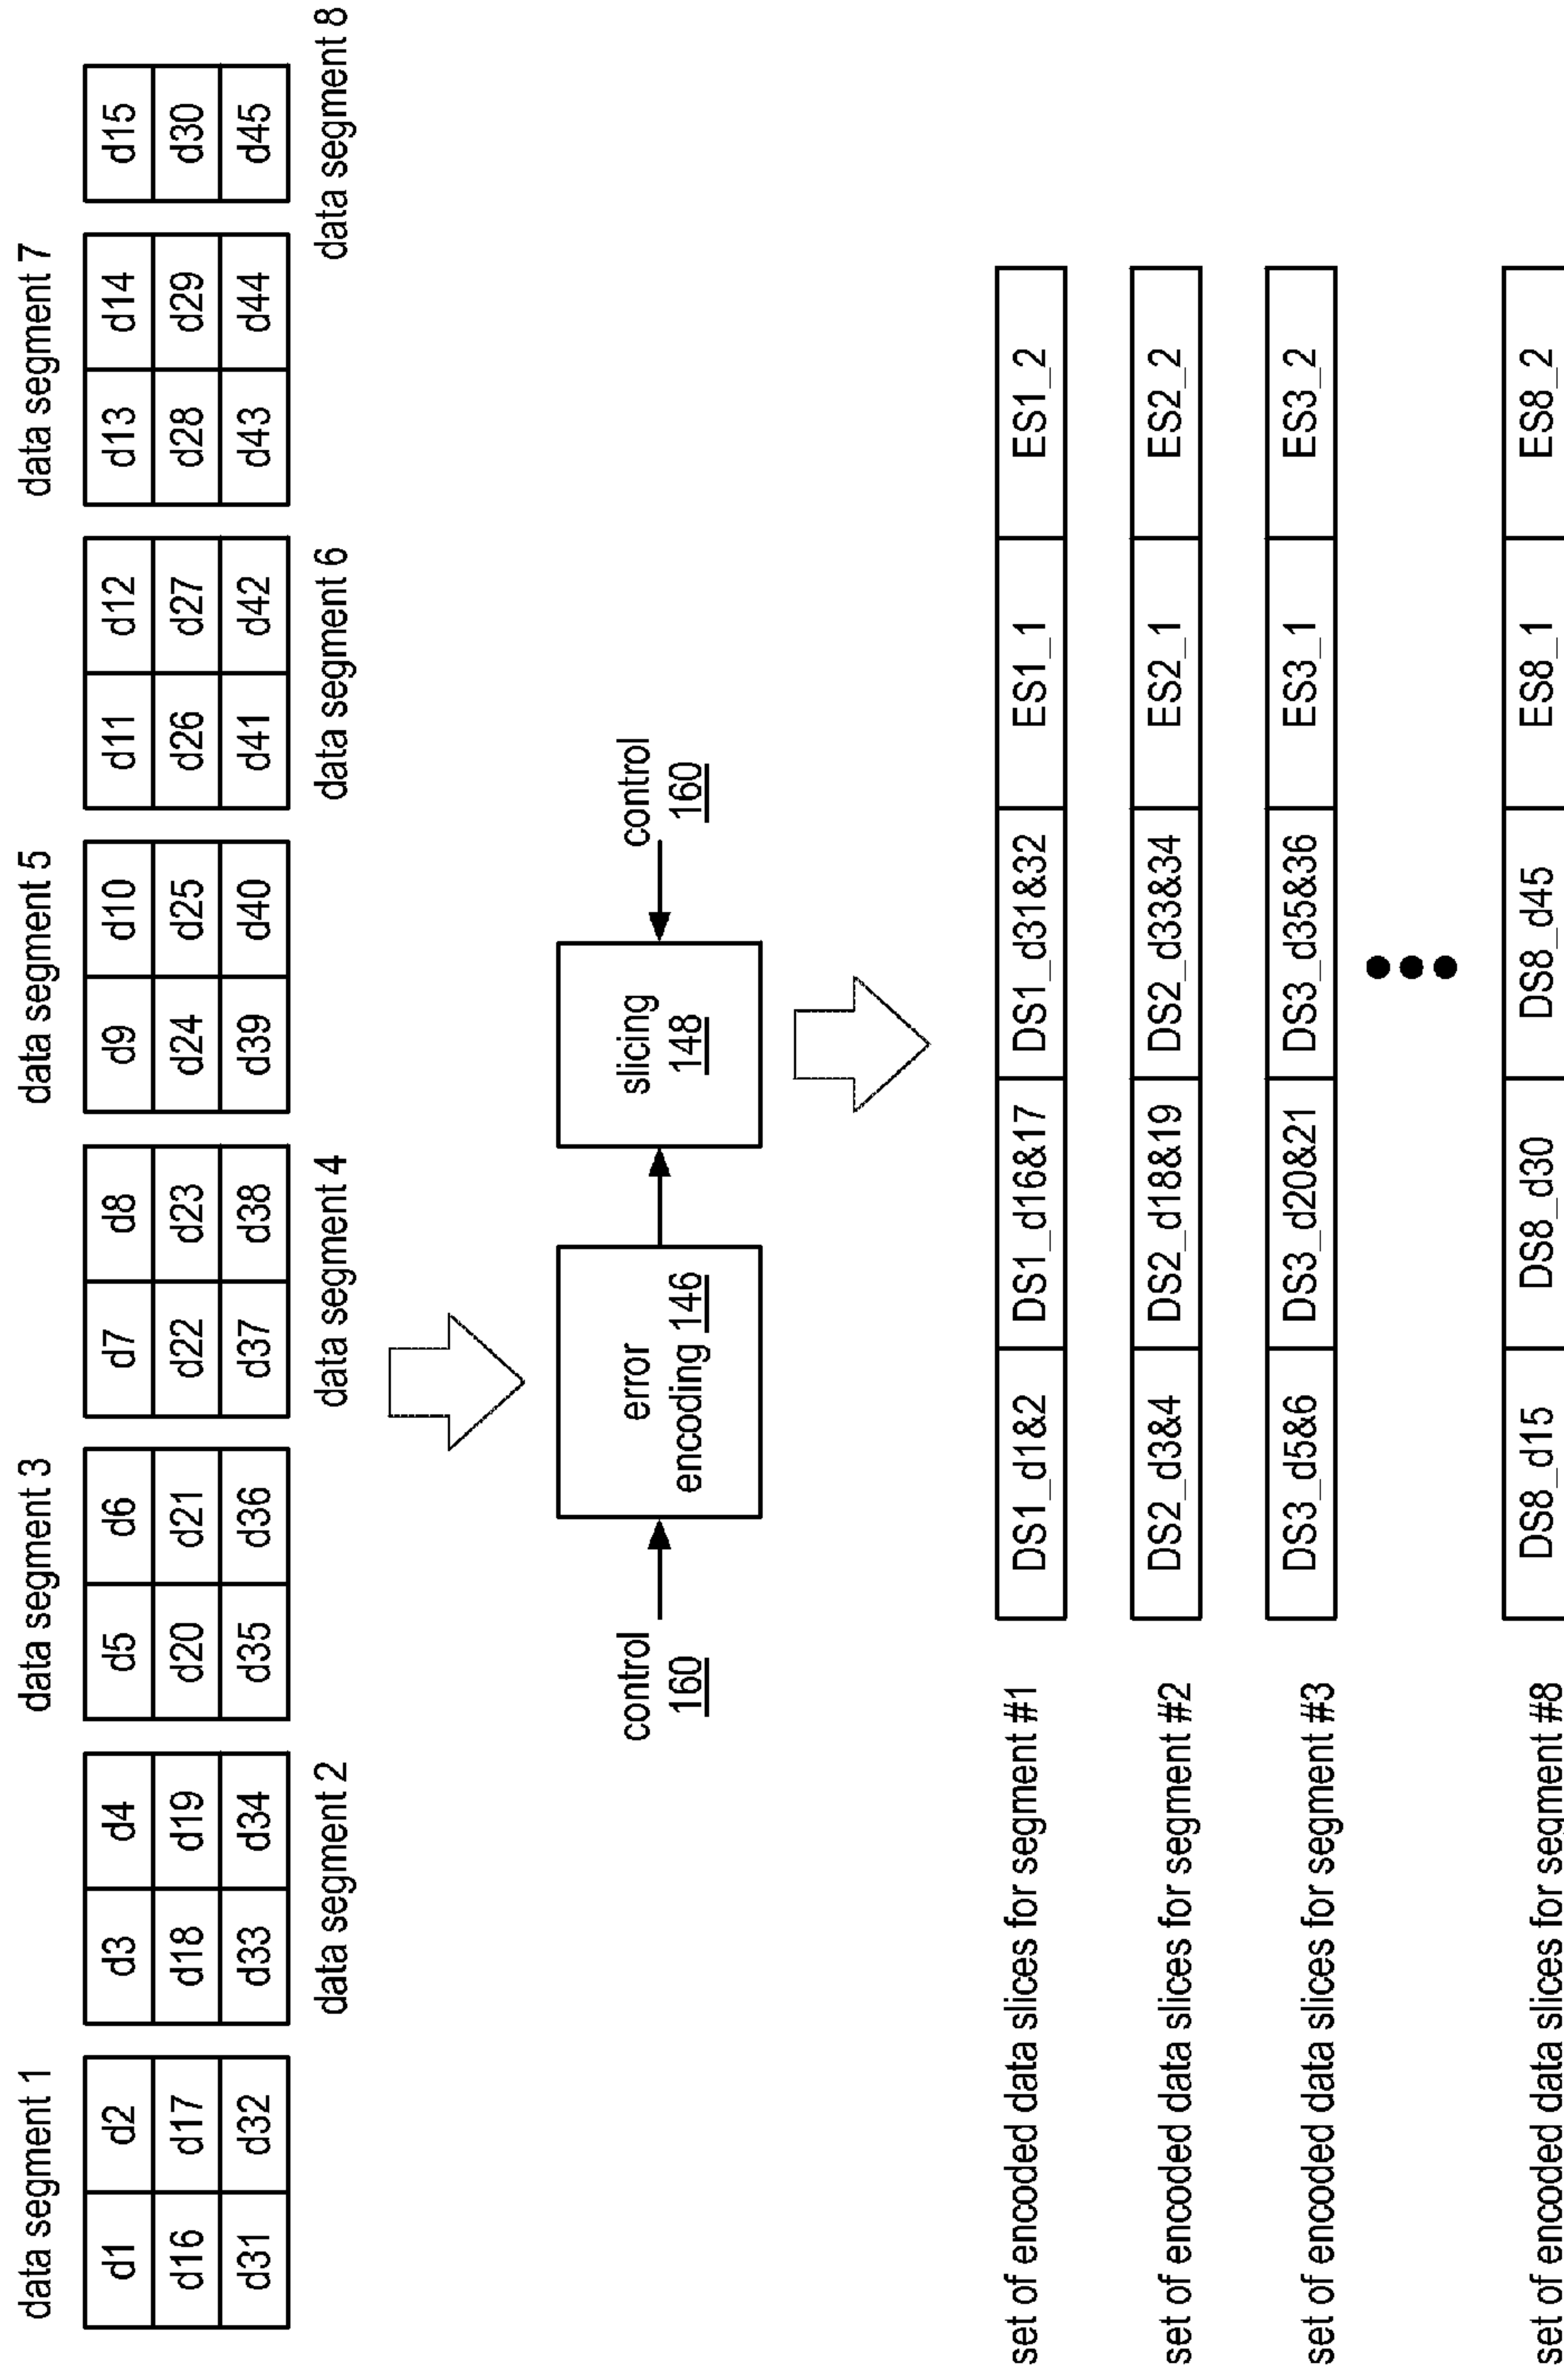 data segment 1
data segment 3
data segment 5
data segment 7
d1 d2 d3 d4 d5 d6 d7 d8 d9 d10 d11 d12 d13 d14 d15
d16 d17 d18 d19 d20 d21 d22 d23 d24 d25 d26 d27 d28 d29 d30
d31 d32 d33 d34 d35 d36 d37 d38 d39 d40 d41 d42 d43 d44 d45
data segment 2
data segment 4
data segment 6
data segment 8
control
160
error
encoding 146
slicing
148
control
160
set of encoded data slices for segment #1 DS1_d1&2 DS1_d16&17 DS1_d31&32 ES1_1 ES1_2
set of encoded data slices for segment #2 DS2_d3&4 DS2_d18&19 DS2_d33&34 ES2_1 ES2_2
set of encoded data slices for segment #3 DS3_d5&6 DS3_d20&21 DS3_d35&36 ES3_1 ES3_2
set of encoded data slices for segment #8 DS8_d15 DS8_d30 DS8_d45 ES8_1 ES8_2